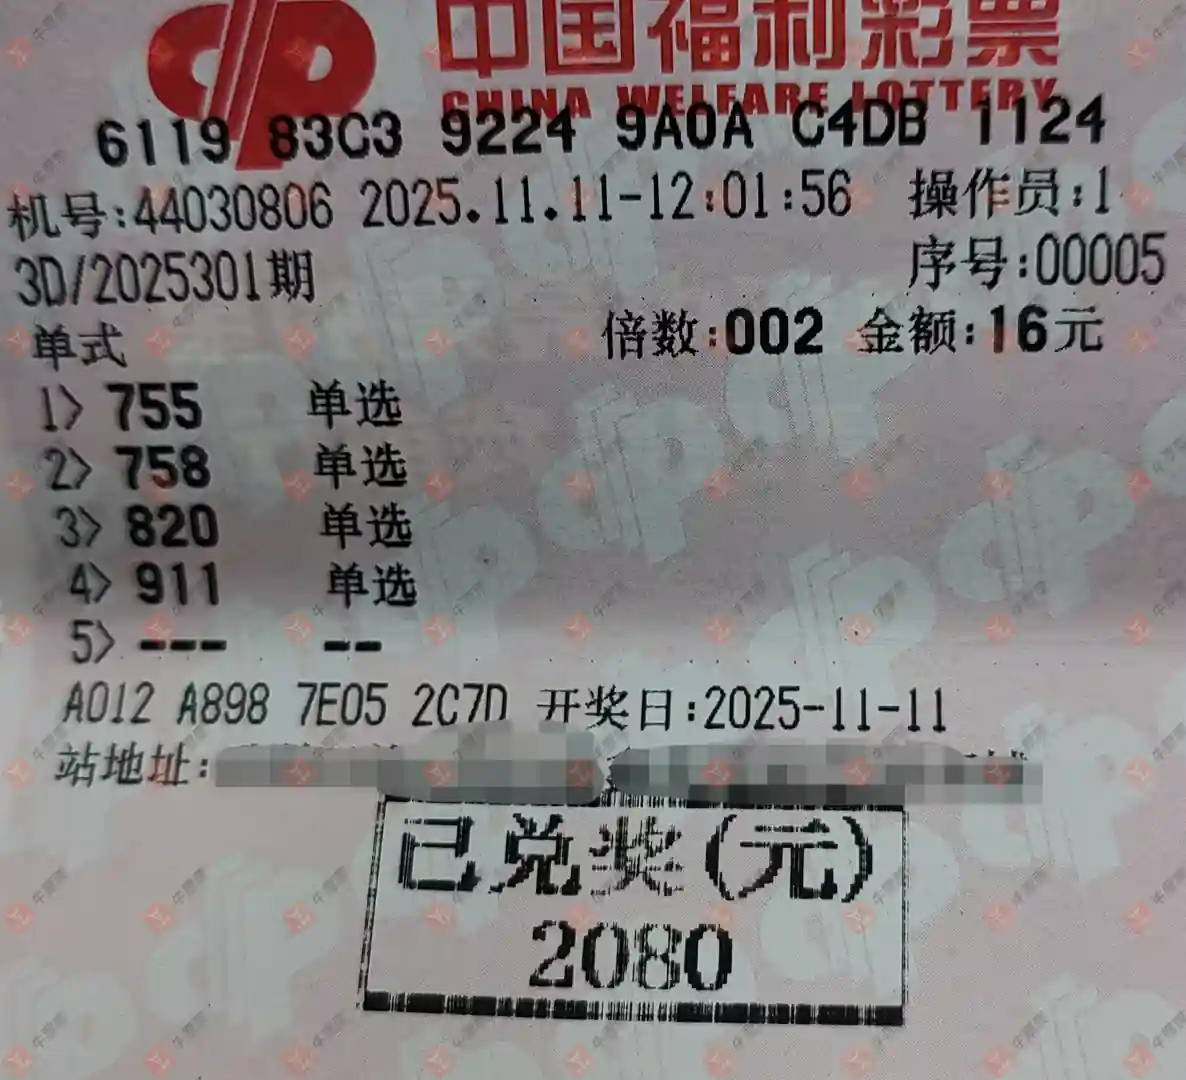 中国福利彩票
CHINA WELFARE LOTTERY
6119 83C3 9224 9A0A C4DB 1124
机号:44030806 2025.11.11-12:01:56 操作员:1
3D/2025301期 序号:00005
单式 倍数:002 金额:16元
1> 755 单选
2> 758 单选
3> 820 单选
4> 911 单选
5> --- --
A012 A898 7E05 2C7D 开奖日:2025-11-11
站地址:
已兑奖(元)
2080